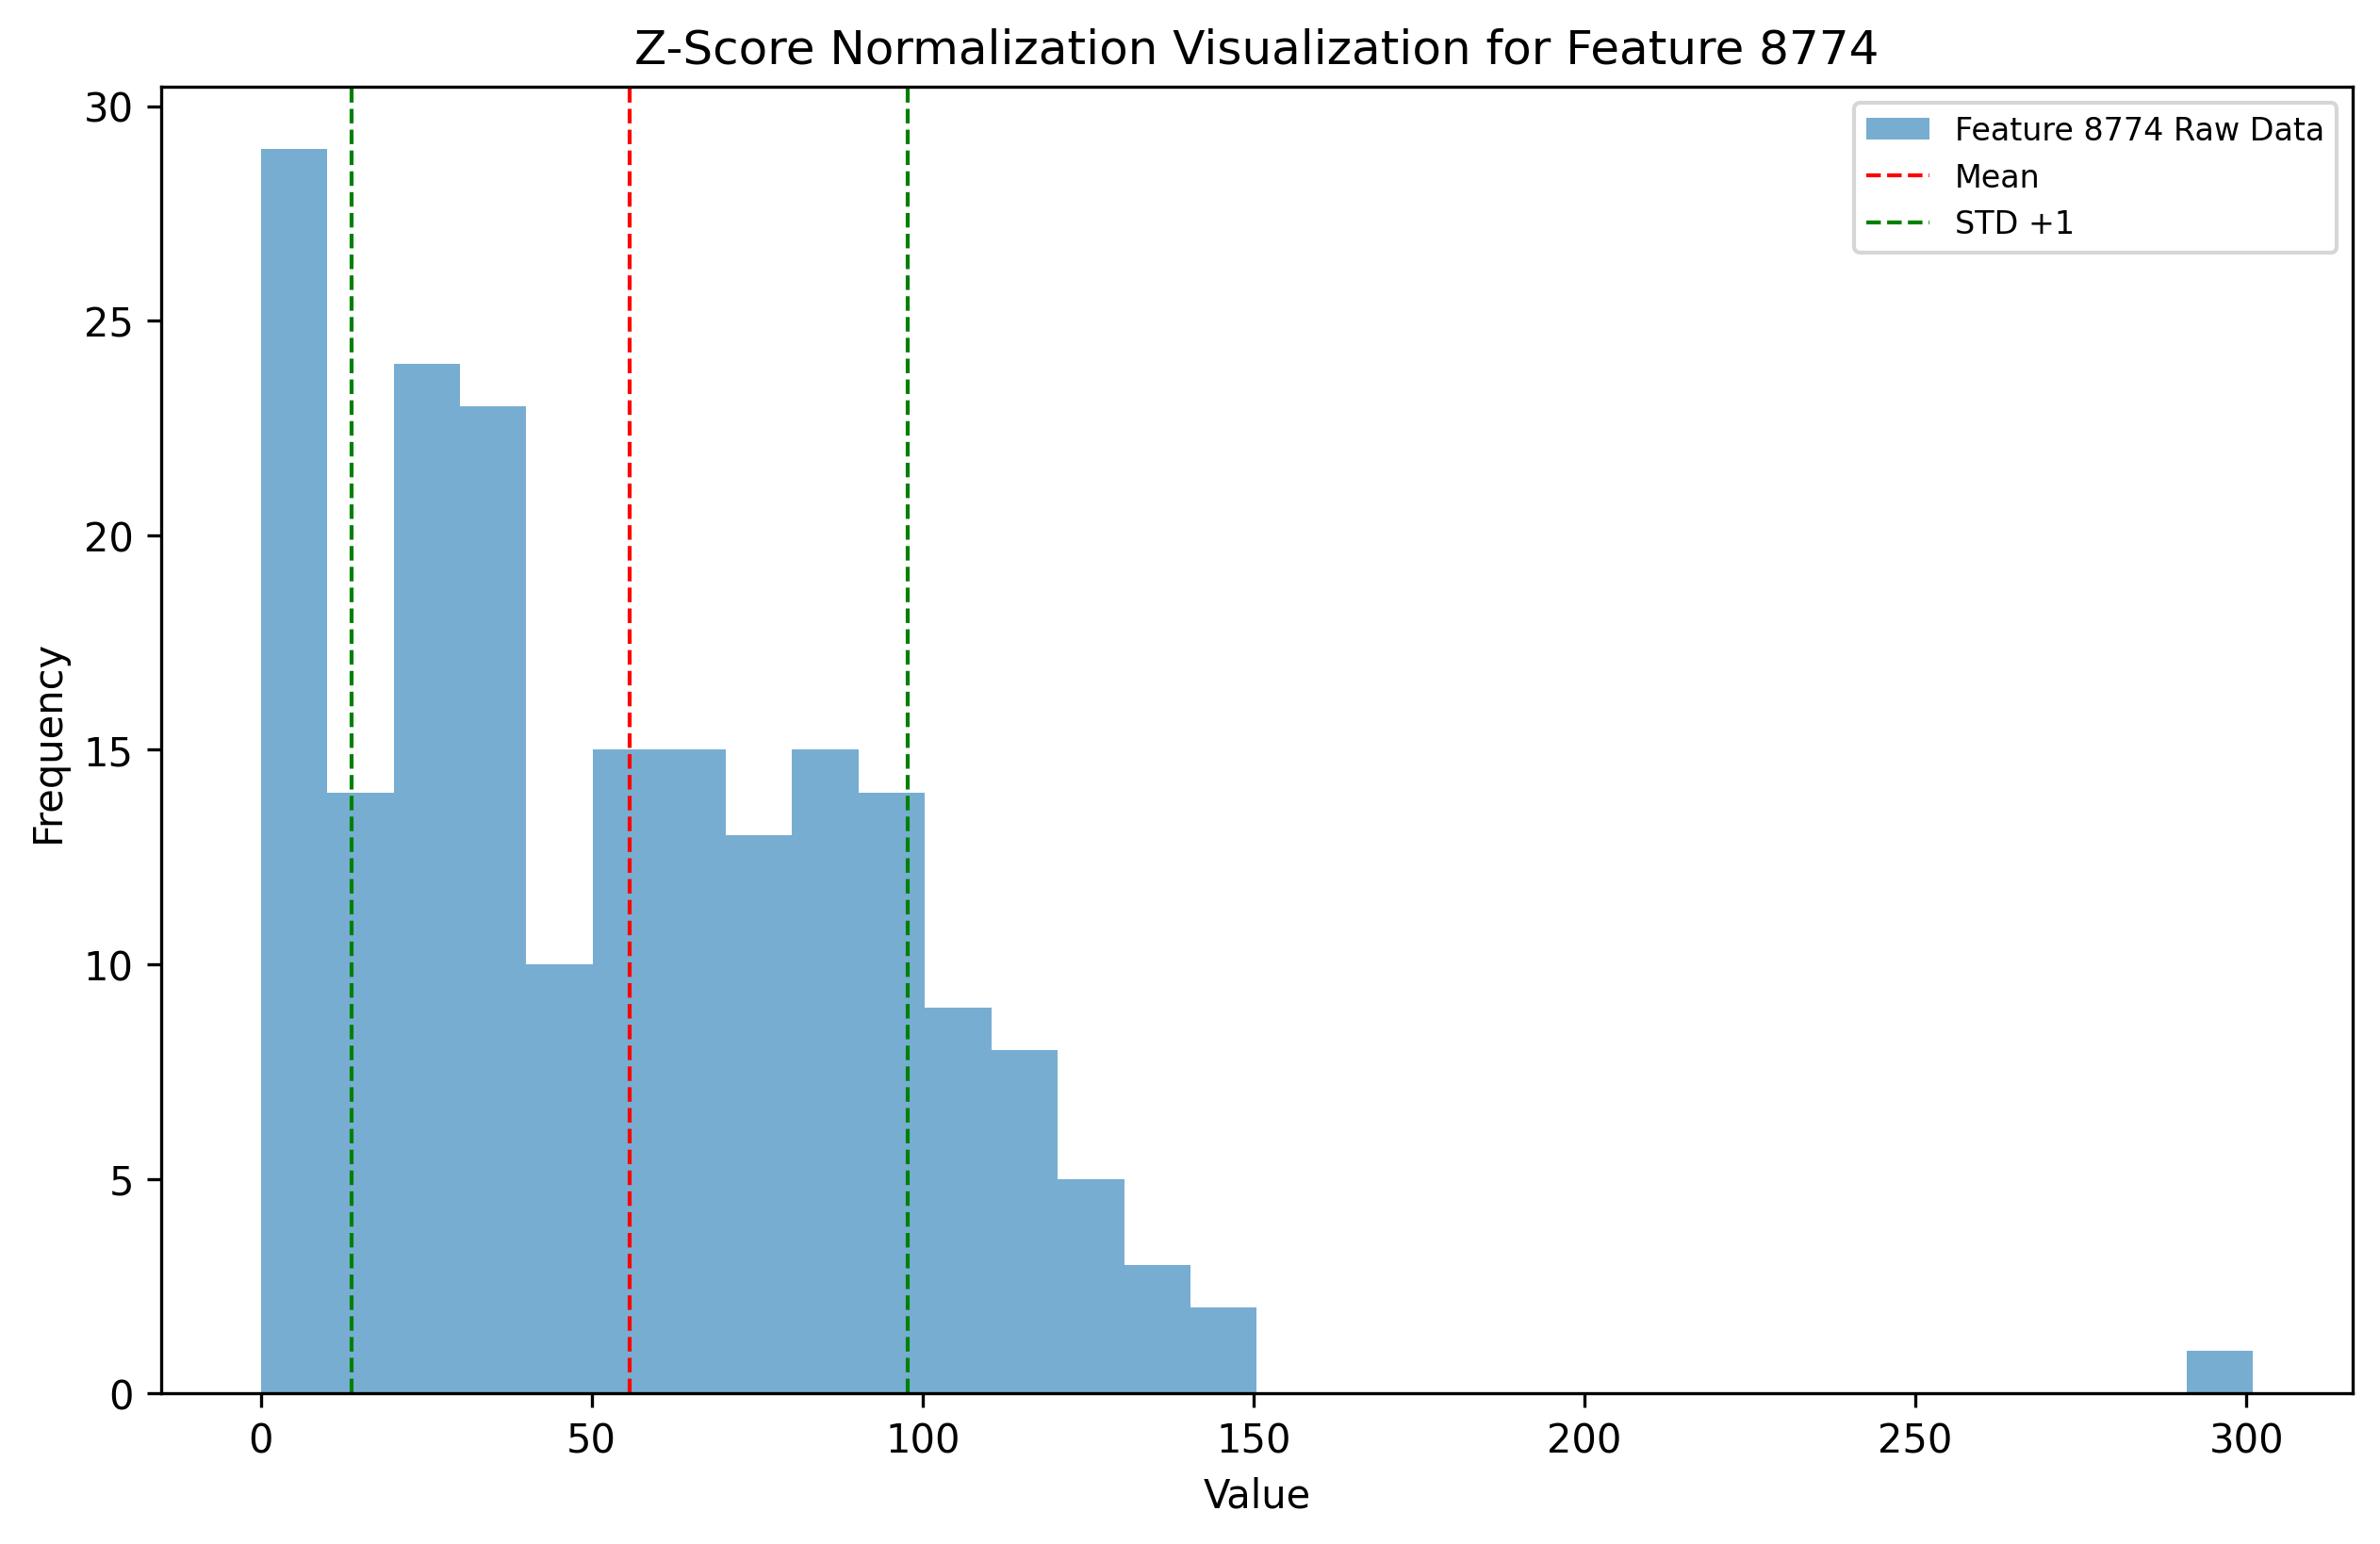 Z-Score Normalization Visualization for Feature 8774
Feature 8774 Raw Data
Mean
STD +1
30
25
20
15
10
5
0
Frequency
0 50 100 150 200 250 300
Value